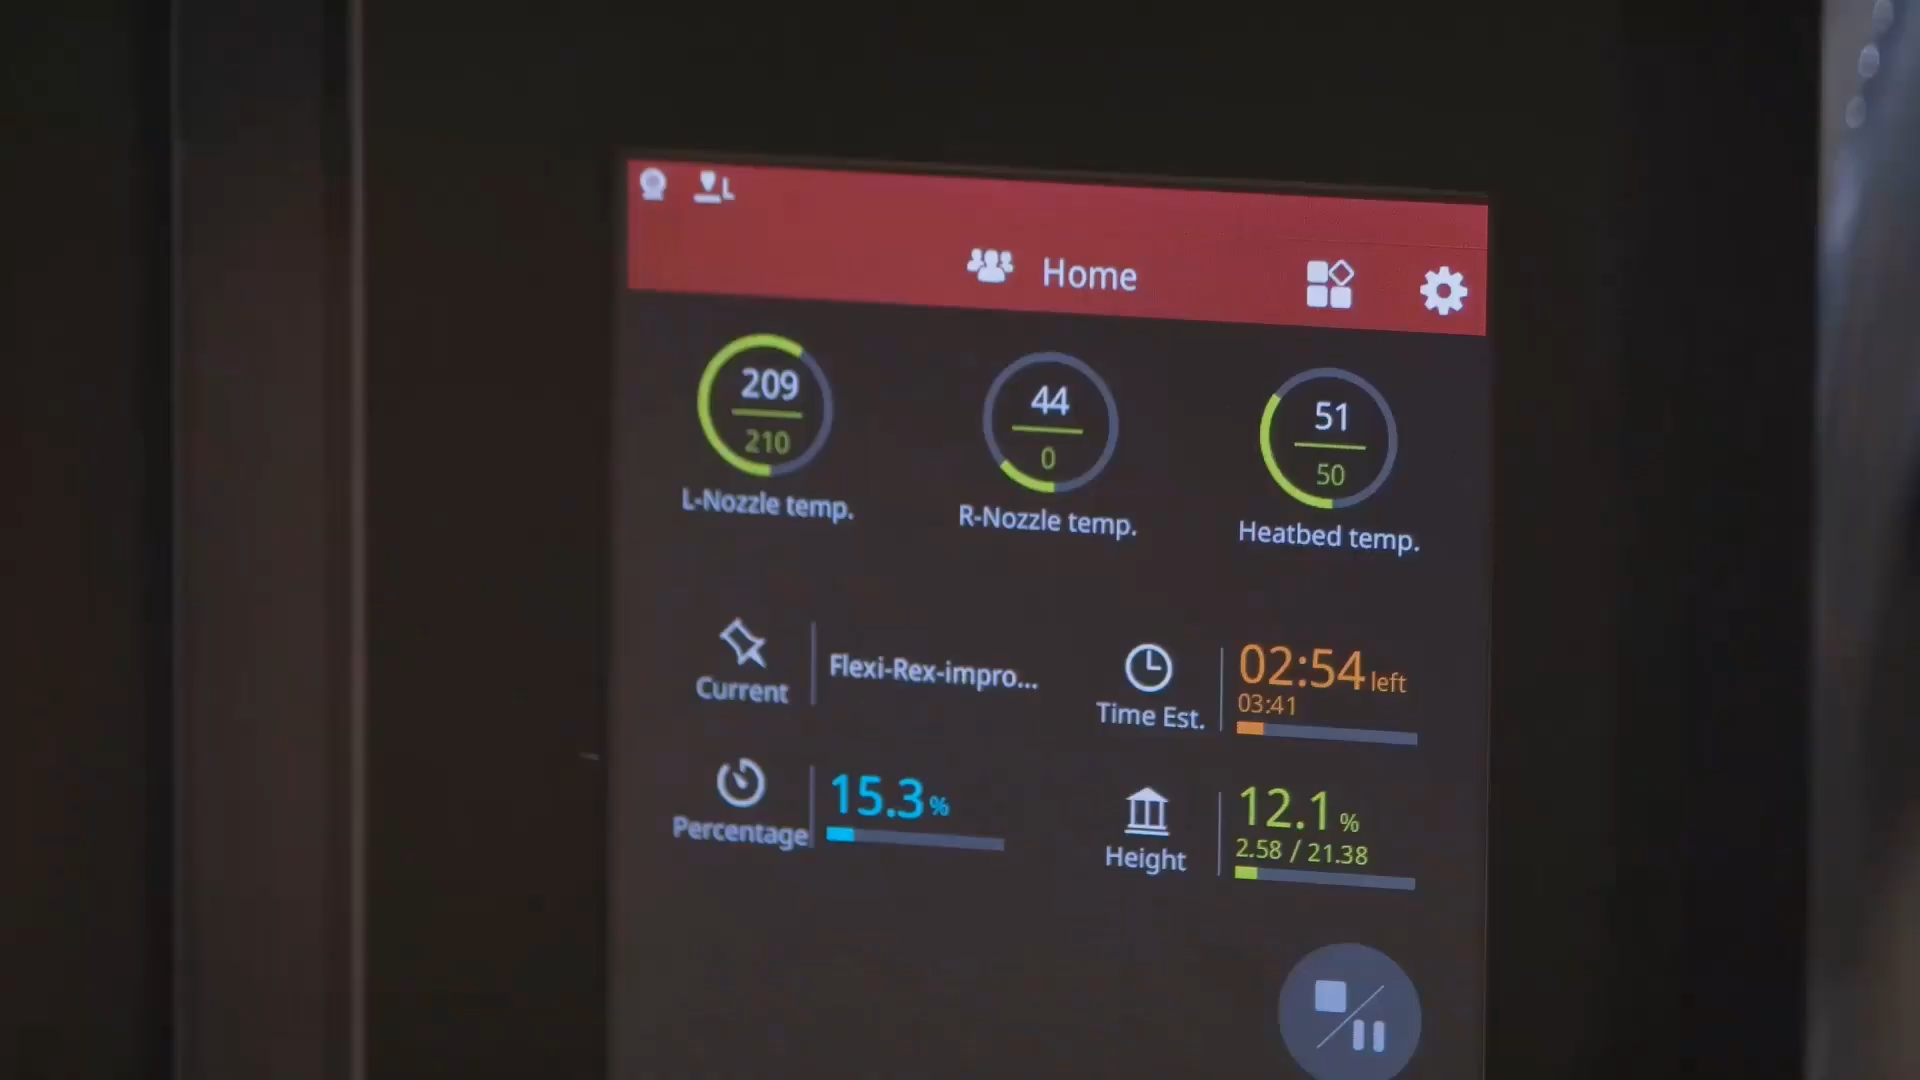 L
Home
209
210
L-Nozzle temp.
44
0
R-Nozzle temp.
51
50
Heatbed temp.
Current
Flexi-Rex-impro...
Time Est.
02:54 left
03:41
Percentage
15.3 %
Height
12.1 %
2.58 / 21.38